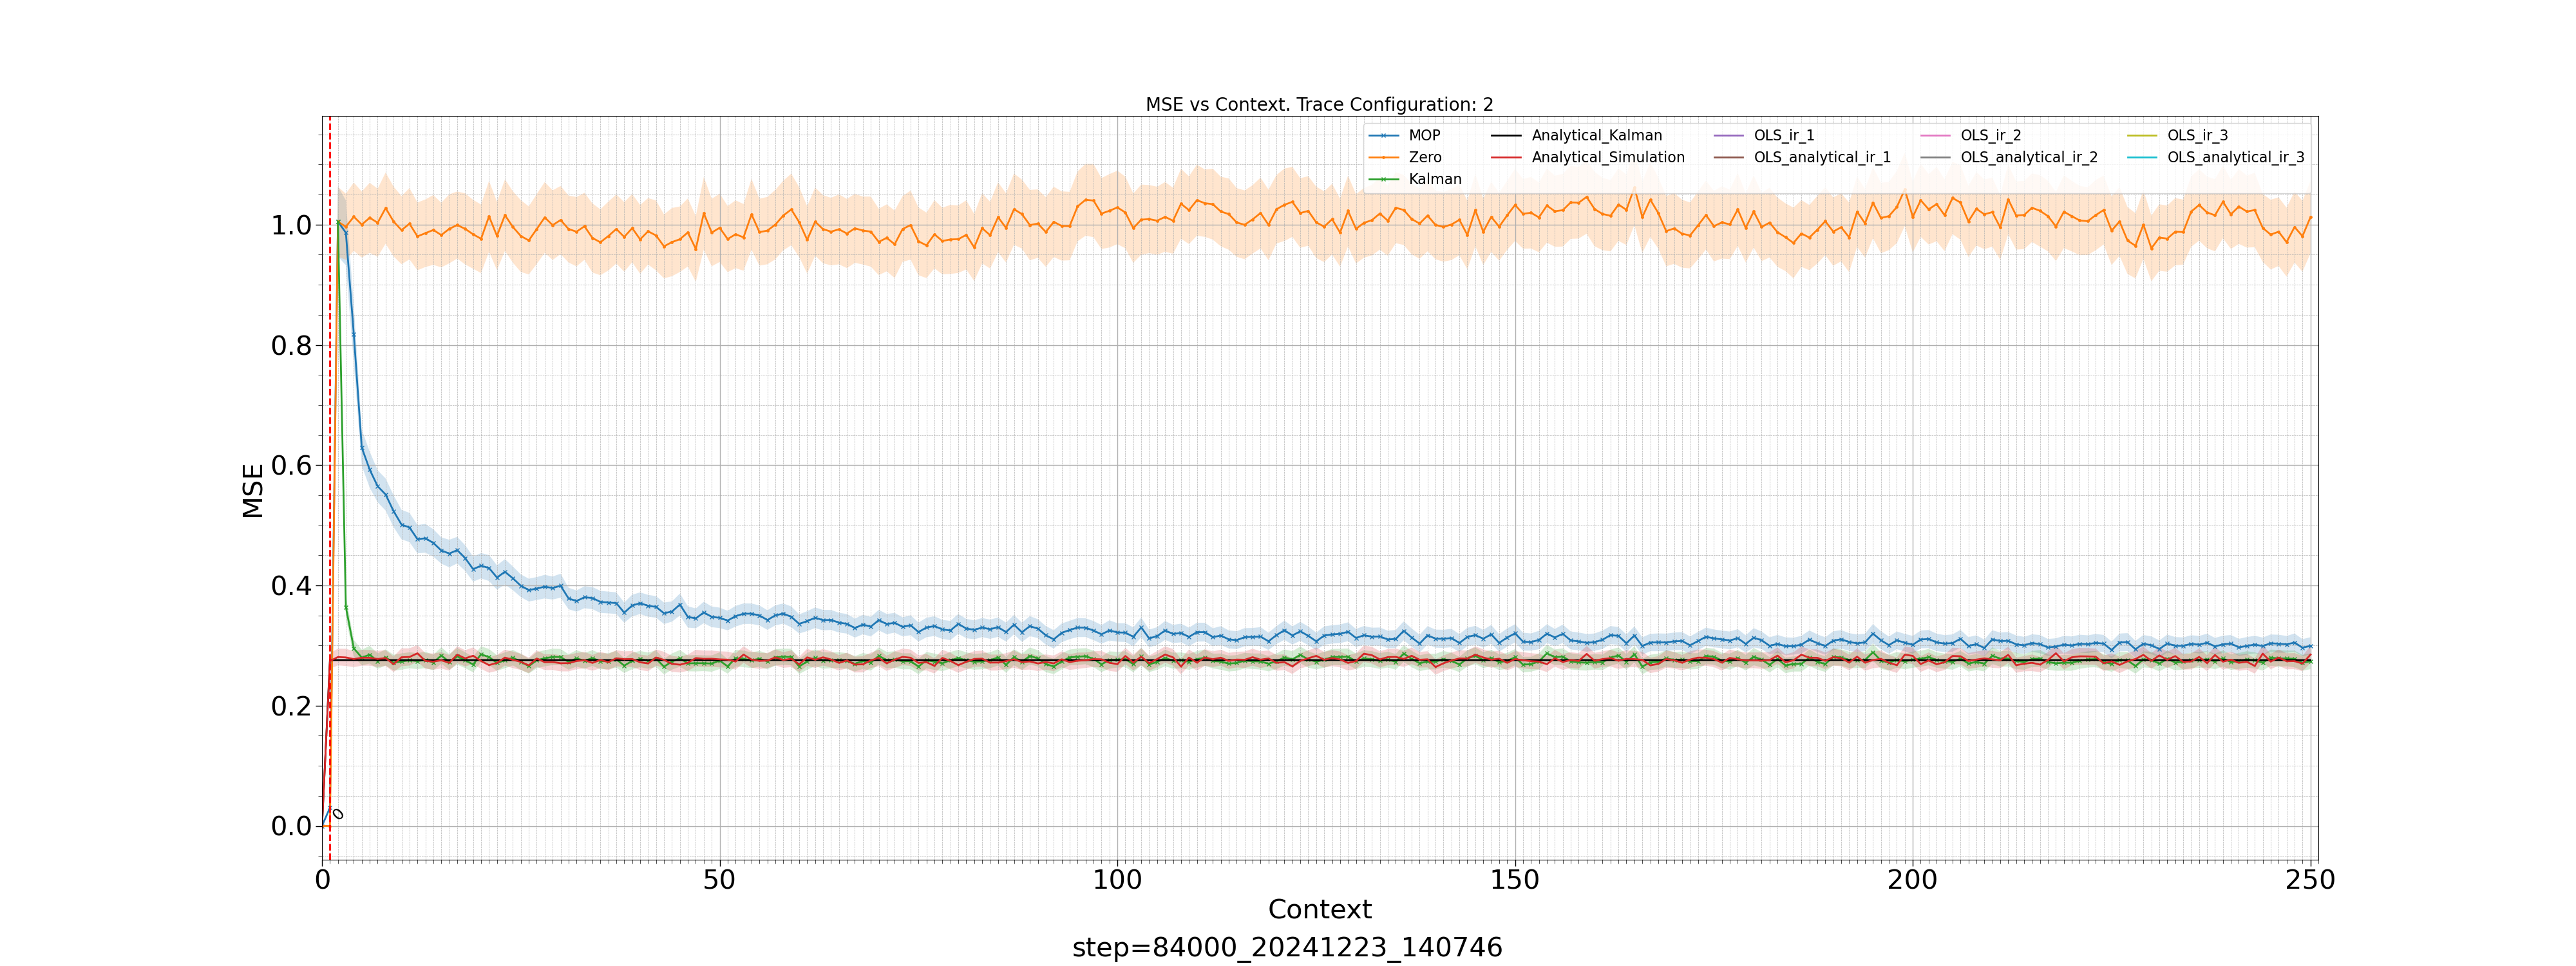 MSE vs Context. Trace Configuration: 2
MOP
Zero
Kalman
Analytical_Kalman
Analytical_Simulation
OLS_ir_1
OLS_analytical_ir_1
OLS_ir_2
OLS_analytical_ir_2
OLS_ir_3
OLS_analytical_ir_3
MSE
1.0
0.8
0.6
0.4
0.2
0.0
0
0
50
100
150
200
250
Context
step=84000_20241223_140746